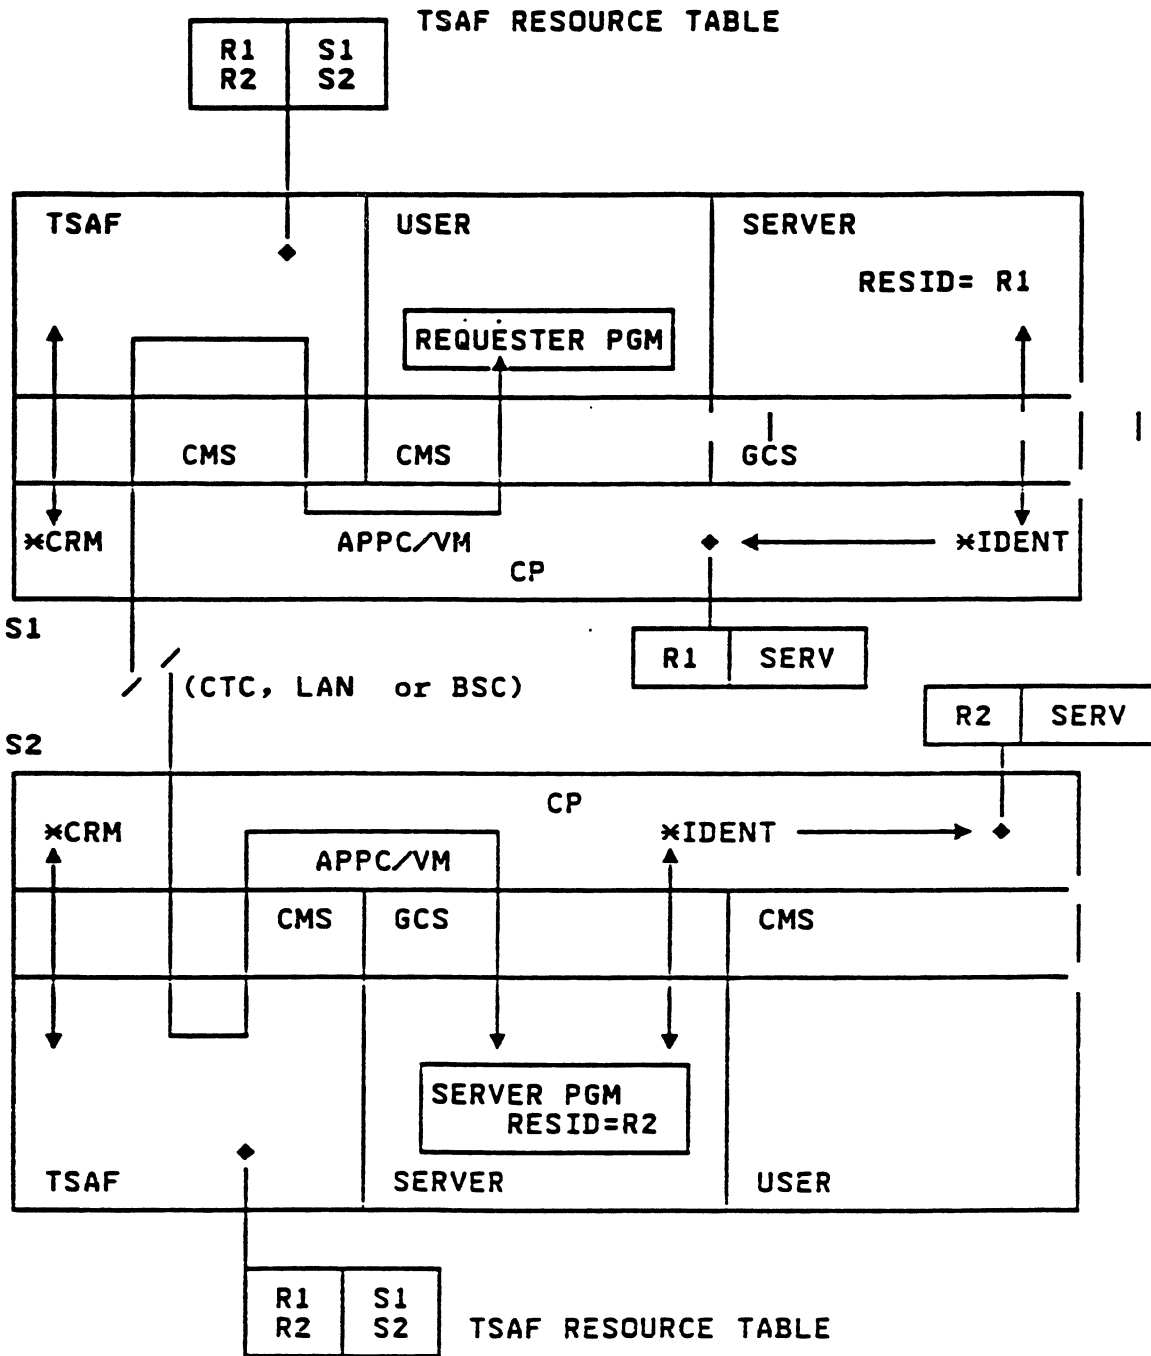 TSAF RESOURCE TABLE
R1 S1
R2 S2
TSAF USER SERVER
RESID= R1
REQUESTER PGM
CMS CMS GCS
*CRM APPC/VM *IDENT
CP
S1
R1 SERV
(CTC, LAN or BSC)
R2 SERV
S2
CP
*CRM *IDENT
APPC/VM
CMS GCS CMS
SERVER PGM
RESID=R2
TSAF SERVER USER
R1 S1
R2 S2
TSAF RESOURCE TABLE